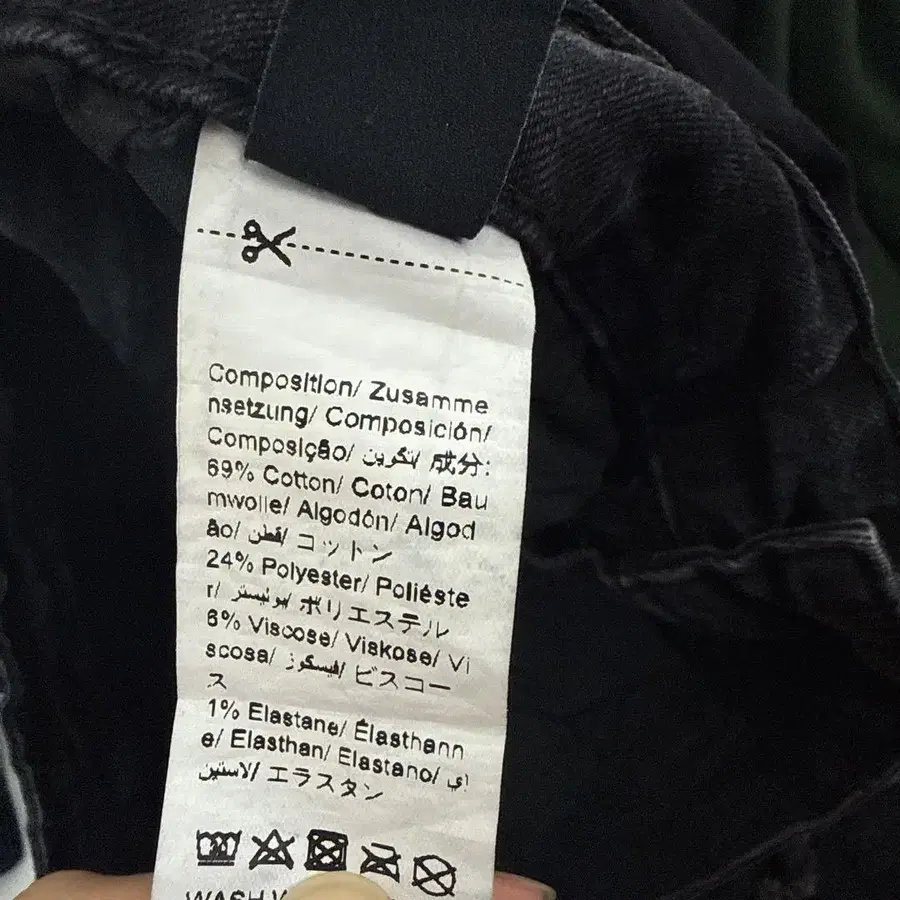 Composition/ Zusamme
nsetzung/ Composición/
Composição/ تكوين/ 成分:
69% Cotton/ Coton/ Bau
mwolle/ Algodón/ Algod
ão/ قطن/ コットン
24% Polyester/ Poliéste
r/ بوليستر/ ポリエステル
6% Viscose/ Viskose/ Vi
scosa/ فيسكوز/ ビスコー
ス
1% Elastane/ Élasthann
e/ Elasthan/ Elastano/ إي
لاستين/ エラスタン
WASH